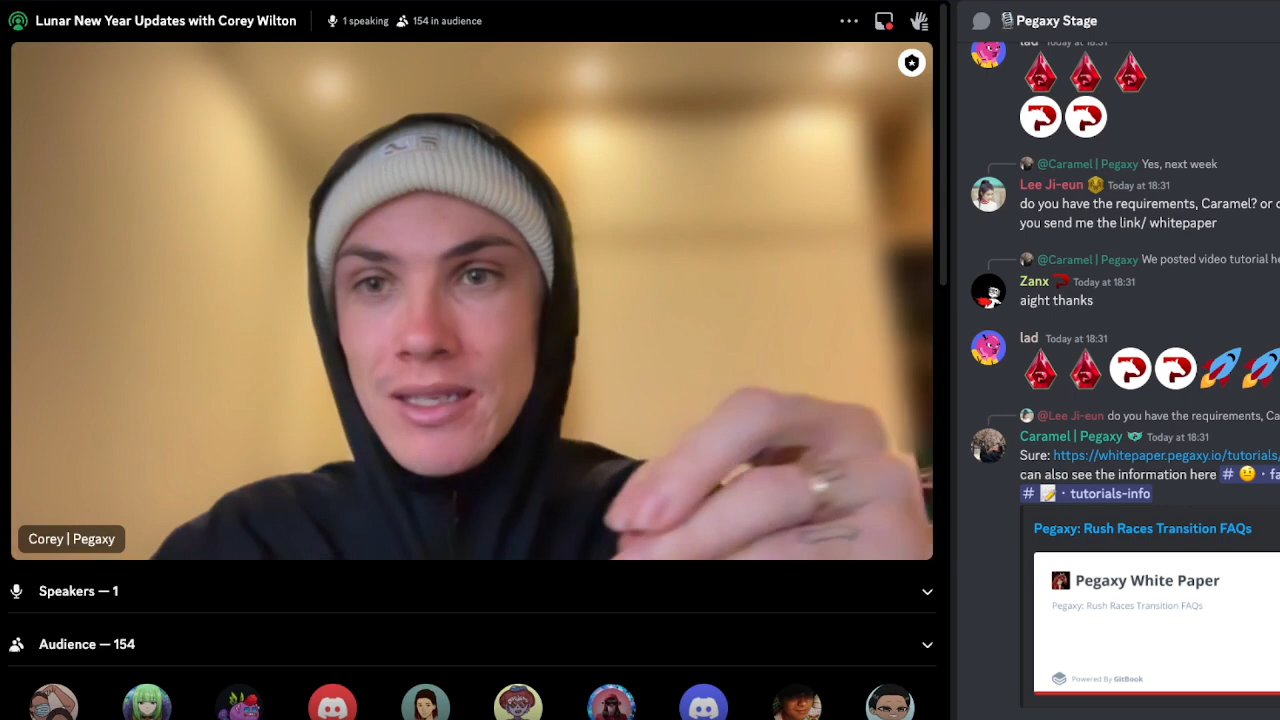 Lunar New Year Updates with Corey Wilton
1 speaking
154 in audience
Pegaxy Stage
lad Today at 18:31
@Caramel | Pegaxy Yes, next week
Lee Ji-eun Today at 18:31
do you have the requirements, Caramel? or
you send me the link/ whitepaper
@Caramel | Pegaxy We posted video tutorial
Zanx Today at 18:31
aight thanks
lad Today at 18:31
@Lee Ji-eun do you have the requirements,
Caramel | Pegaxy Today at 18:31
Sure: https://whitepaper.pegaxy.io/tutorials/
can also see the information here #
# · tutorials-info
Pegaxy: Rush Races Transition FAQs
Pegaxy White Paper
Pegaxy: Rush Races Transition FAQs
Powered By GitBook
Corey | Pegaxy
Speakers — 1
Audience — 154